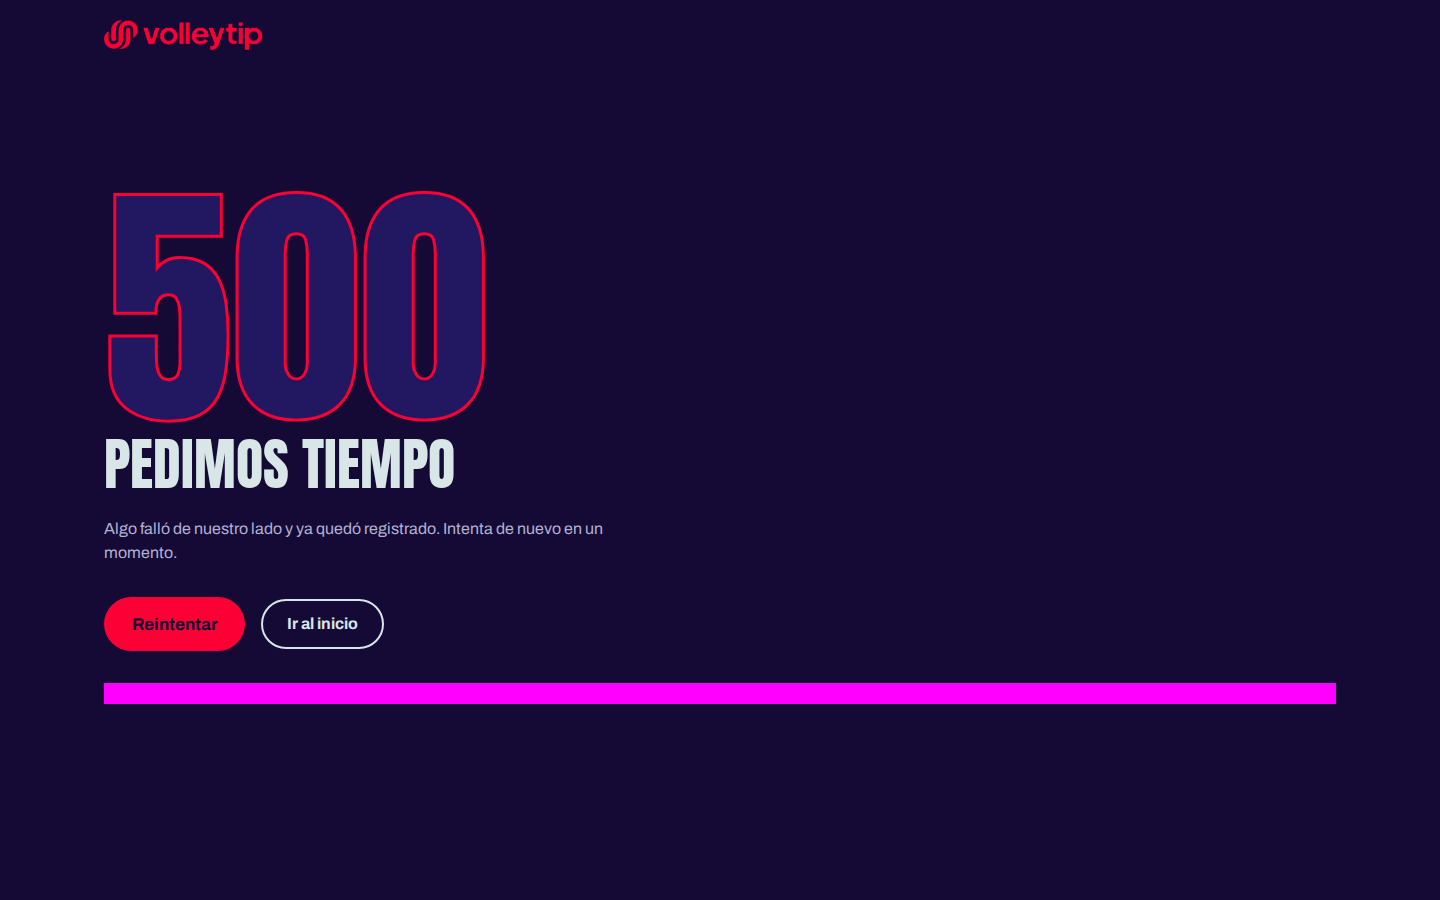 volleytip
500
PEDIMOS TIEMPO
Algo falló de nuestro lado y ya quedó registrado. Intenta de nuevo en un
momento.
Reintentar
Ir al inicio